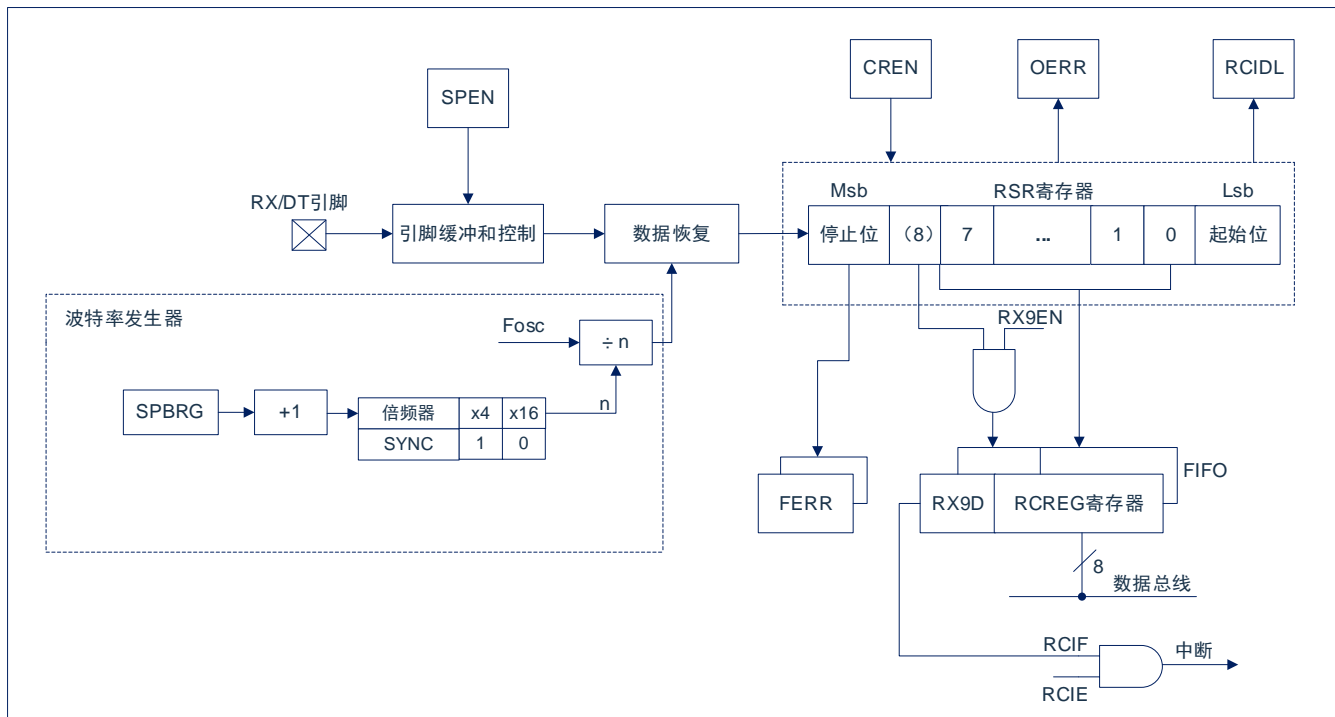 CREN
OERR
RCIDL
SPEN
Msb
RSR寄存器
Lsb
RX/DT引脚
引脚缓冲和控制
数据恢复
停止位
（8）
7
...
1
0
起始位
波特率发生器
Fosc
÷ n
RX9EN
SPBRG
+1
倍频器
x4
x16
n
SYNC
1
0
FIFO
FERR
RX9D
RCREG寄存器
8
数据总线
RCIF
中断
RCIE